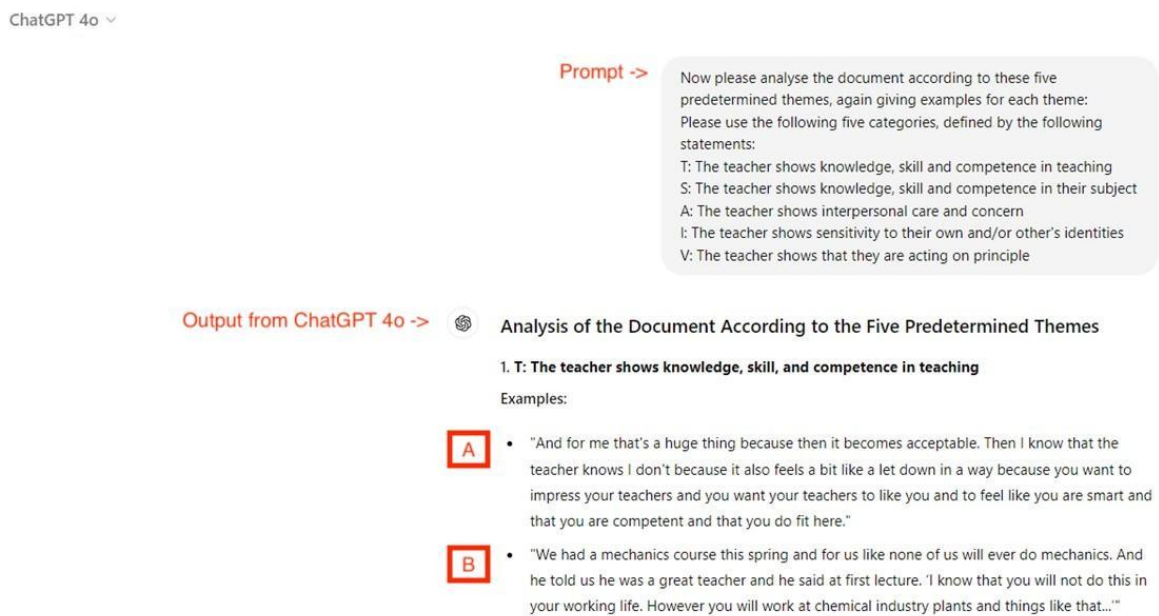 ChatGPT 4o
Prompt ->
Now please analyse the document according to these five
predetermined themes, again giving examples for each theme:
Please use the following five categories, defined by the following
statements:
T: The teacher shows knowledge, skill and competence in teaching
S: The teacher shows knowledge, skill and competence in their subject
A: The teacher shows interpersonal care and concern
I: The teacher shows sensitivity to their own and/or other's identities
V: The teacher shows that they are acting on principle
Output from ChatGPT 4o ->
Analysis of the Document According to the Five Predetermined Themes
1. T: The teacher shows knowledge, skill, and competence in teaching
Examples:
A
• "And for me that's a huge thing because then it becomes acceptable. Then I know that the
teacher knows I don't because it also feels a bit like a let down in a way because you want to
impress your teachers and you want your teachers to like you and to feel like you are smart and
that you are competent and that you do fit here."
B
• "We had a mechanics course this spring and for us like none of us will ever do mechanics. And
he told us he was a great teacher and he said at first lecture. 'I know that you will not do this in
your working life. However you will work at chemical industry plants and things like that...'"